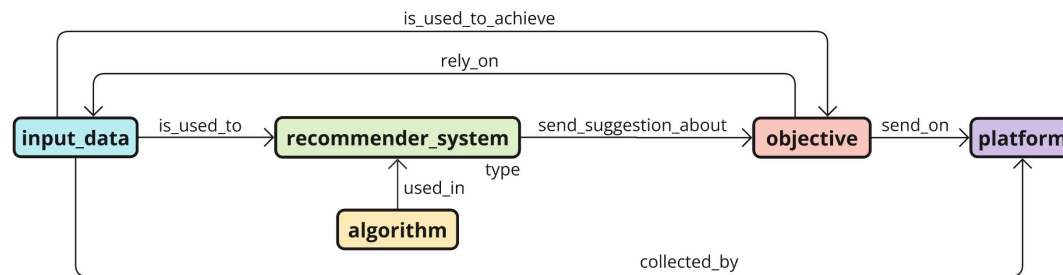 is_used_to_achieve
rely_on
input_data
is_used_to
recommender_system
send_suggestion_about
objective
send_on
platform
type
used_in
algorithm
collected_by